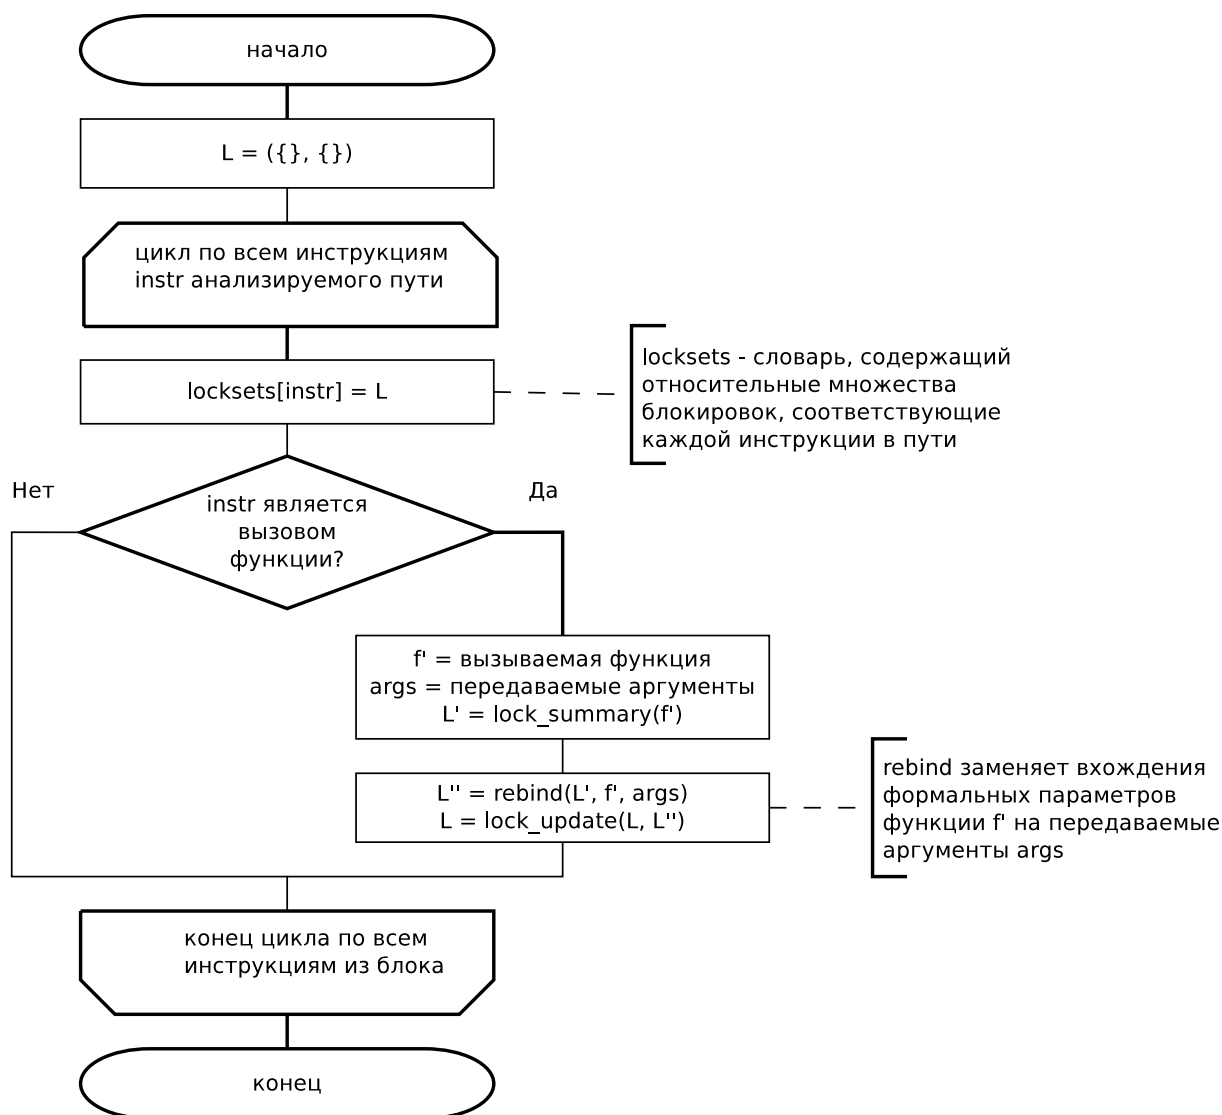 начало
L = ({}, {})
цикл по всем инструкциям
instr анализируемого пути
locksets[instr] = L
locksets - словарь, содержащий
относительные множества
блокировок, соответствующие
каждой инструкции в пути
Нет
Да
instr является
вызовом
функции?
f' = вызываемая функция
args = передаваемые аргументы
L' = lock_summary(f')
L'' = rebind(L', f', args)
L = lock_update(L, L'')
rebind заменяет вхождения
формальных параметров
функции f' на передаваемые
аргументы args
конец цикла по всем
инструкциям из блока
конец